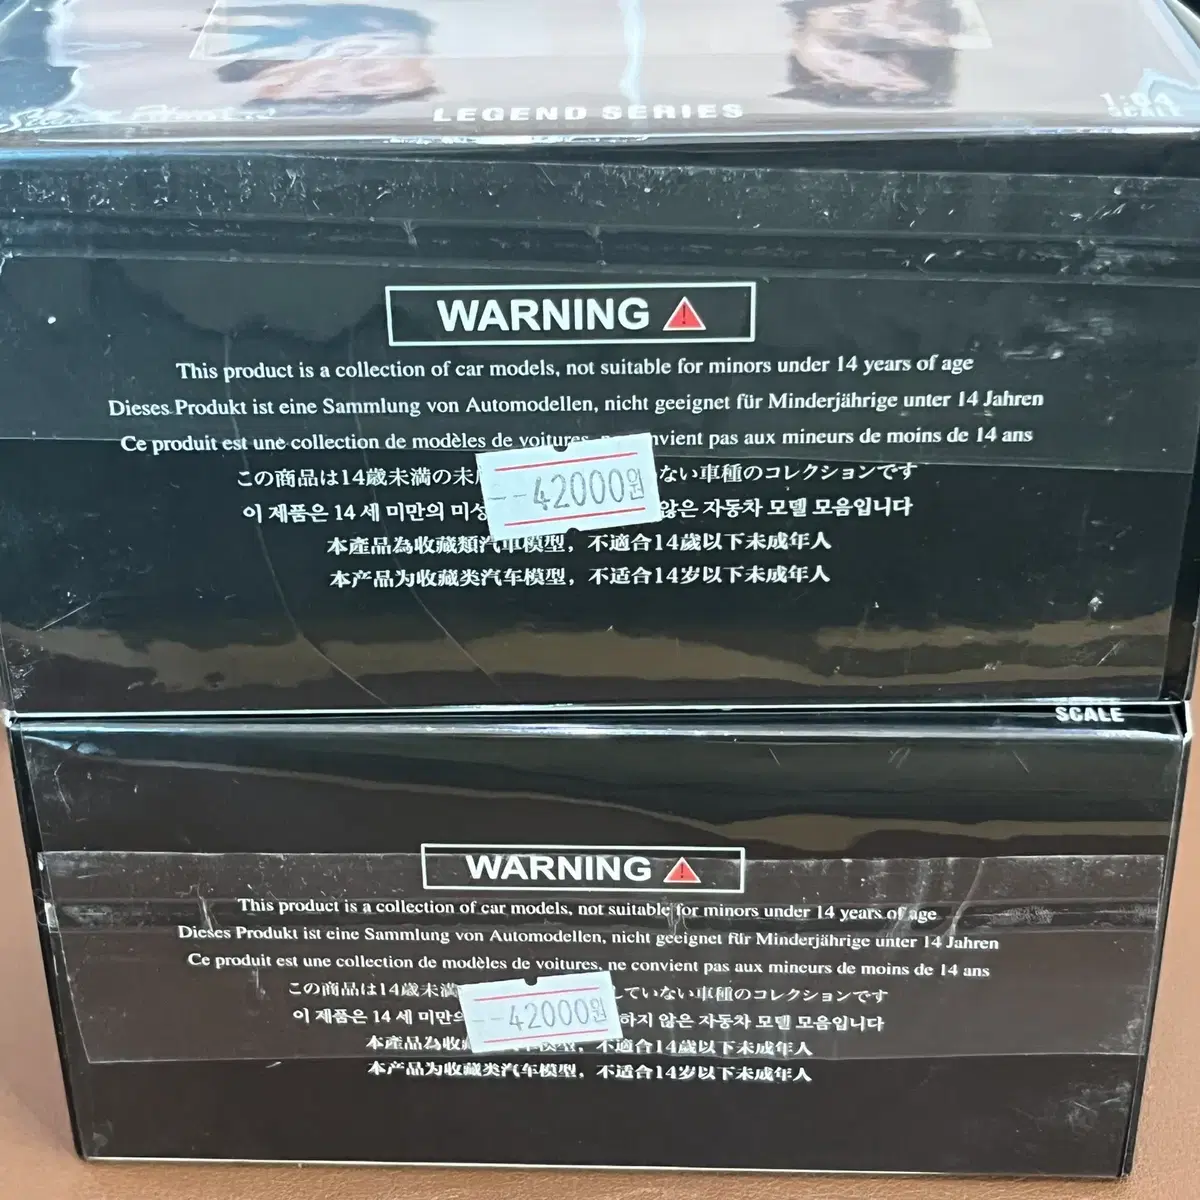 LEGEND SERIES
1:64
SCALE
WARNING
This product is a collection of car models, not suitable for minors under 14 years of age
Dieses Produkt ist eine Sammlung von Automodellen, nicht geeignet für Minderjährige unter 14 Jahren
Ce produit est une collection de modèles de voitures, ne convient pas aux mineurs de moins de 14 ans
この商品は14歳未満の未 ない車種のコレクションです
이 제품은 14 세 미만의 미성 않은 자동차 모델 모음입니다
--42000원
本產品為收藏類汽車模型，不適合14歲以下未成年人
本产品为收藏类汽车模型，不适合14岁以下未成年人
SCALE
WARNING
This product is a collection of car models, not suitable for minors under 14 years of age
Dieses Produkt ist eine Sammlung von Automodellen, nicht geeignet für Minderjährige unter 14 Jahren
Ce produit est une collection de modèles de voitures, ne convient pas aux mineurs de moins de 14 ans
この商品は14歳未満 していない車種のコレクションです
이 제품은 14 세 미만의 하지 않은 자동차 모델 모음입니다
--42000원
本產品為收藏 模型，不適合14歲以下未成年人
本产品为收藏类汽车模型，不适合14岁以下未成年人